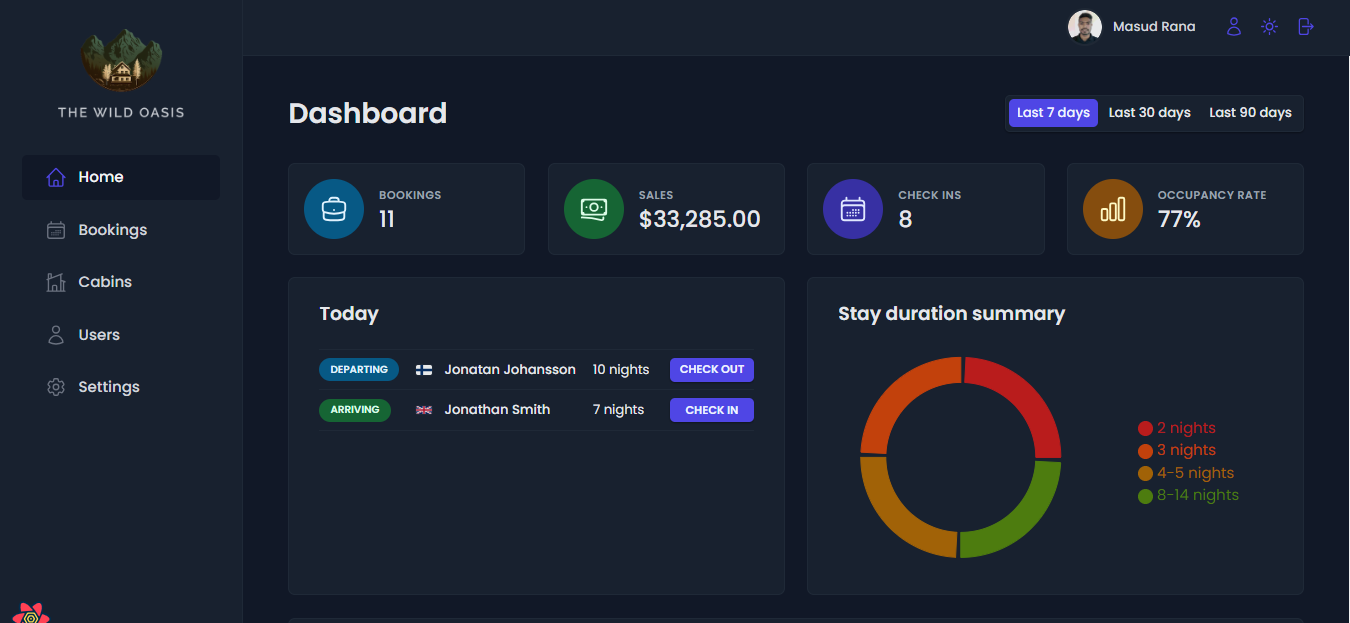 THE WILD OASIS
Home
Bookings
Cabins
Users
Settings
Masud Rana
Dashboard
Last 7 days Last 30 days Last 90 days
BOOKINGS
11
SALES
$33,285.00
CHECK INS
8
OCCUPANCY RATE
77%
Today
DEPARTING Jonatan Johansson 10 nights CHECK OUT
ARRIVING Jonathan Smith 7 nights CHECK IN
Stay duration summary
2 nights
3 nights
4-5 nights
8-14 nights